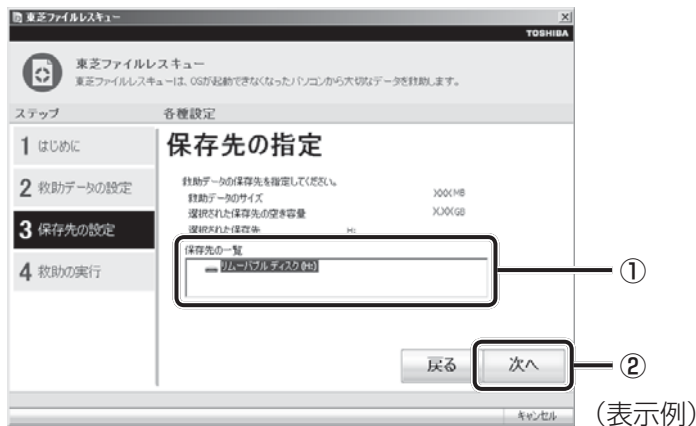 東芝ファイルレスキュー
TOSHIBA
東芝ファイルレスキュー
東芝ファイルレスキューは、OSが起動できなくなったパソコンから大切なデータを救助します。
ステップ 各種設定
1 はじめに
2 救助データの設定
3 保存先の設定
4 救助の実行
保存先の指定
救助データの保存先を指定してください。
救助データのサイズ XXXXMB
選択された保存先の空き容量 X.XXXGB
選択された保存先 H:
保存先の一覧
リムーバブル ディスク (H:)
①
戻る 次へ
②
キャンセル
(表示例)